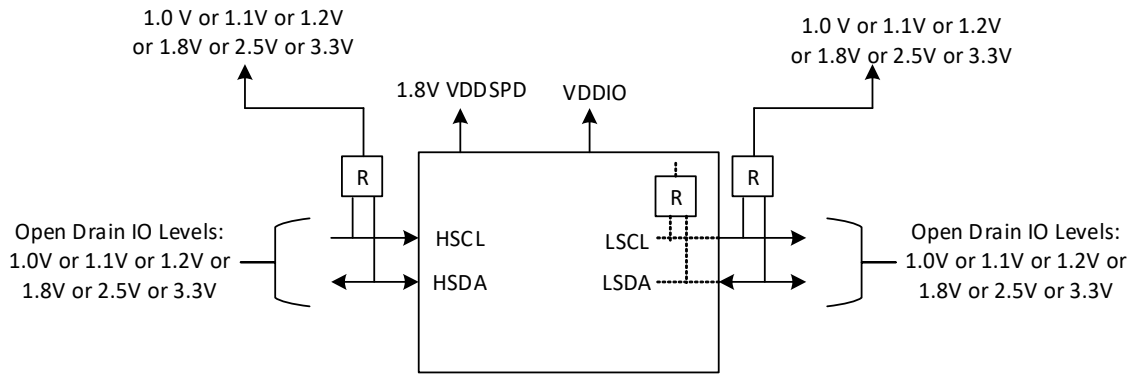 1.0 V or 1.1V or 1.2V
or 1.8V or 2.5V or 3.3V
1.0 V or 1.1V or 1.2V
or 1.8V or 2.5V or 3.3V
1.8V VDDSPD
VDDIO
R
R
R
Open Drain IO Levels:
1.0V or 1.1V or 1.2V or
1.8V or 2.5V or 3.3V
HSCL
HSDA
LSCL
LSDA
Open Drain IO Levels:
1.0V or 1.1V or 1.2V or
1.8V or 2.5V or 3.3V